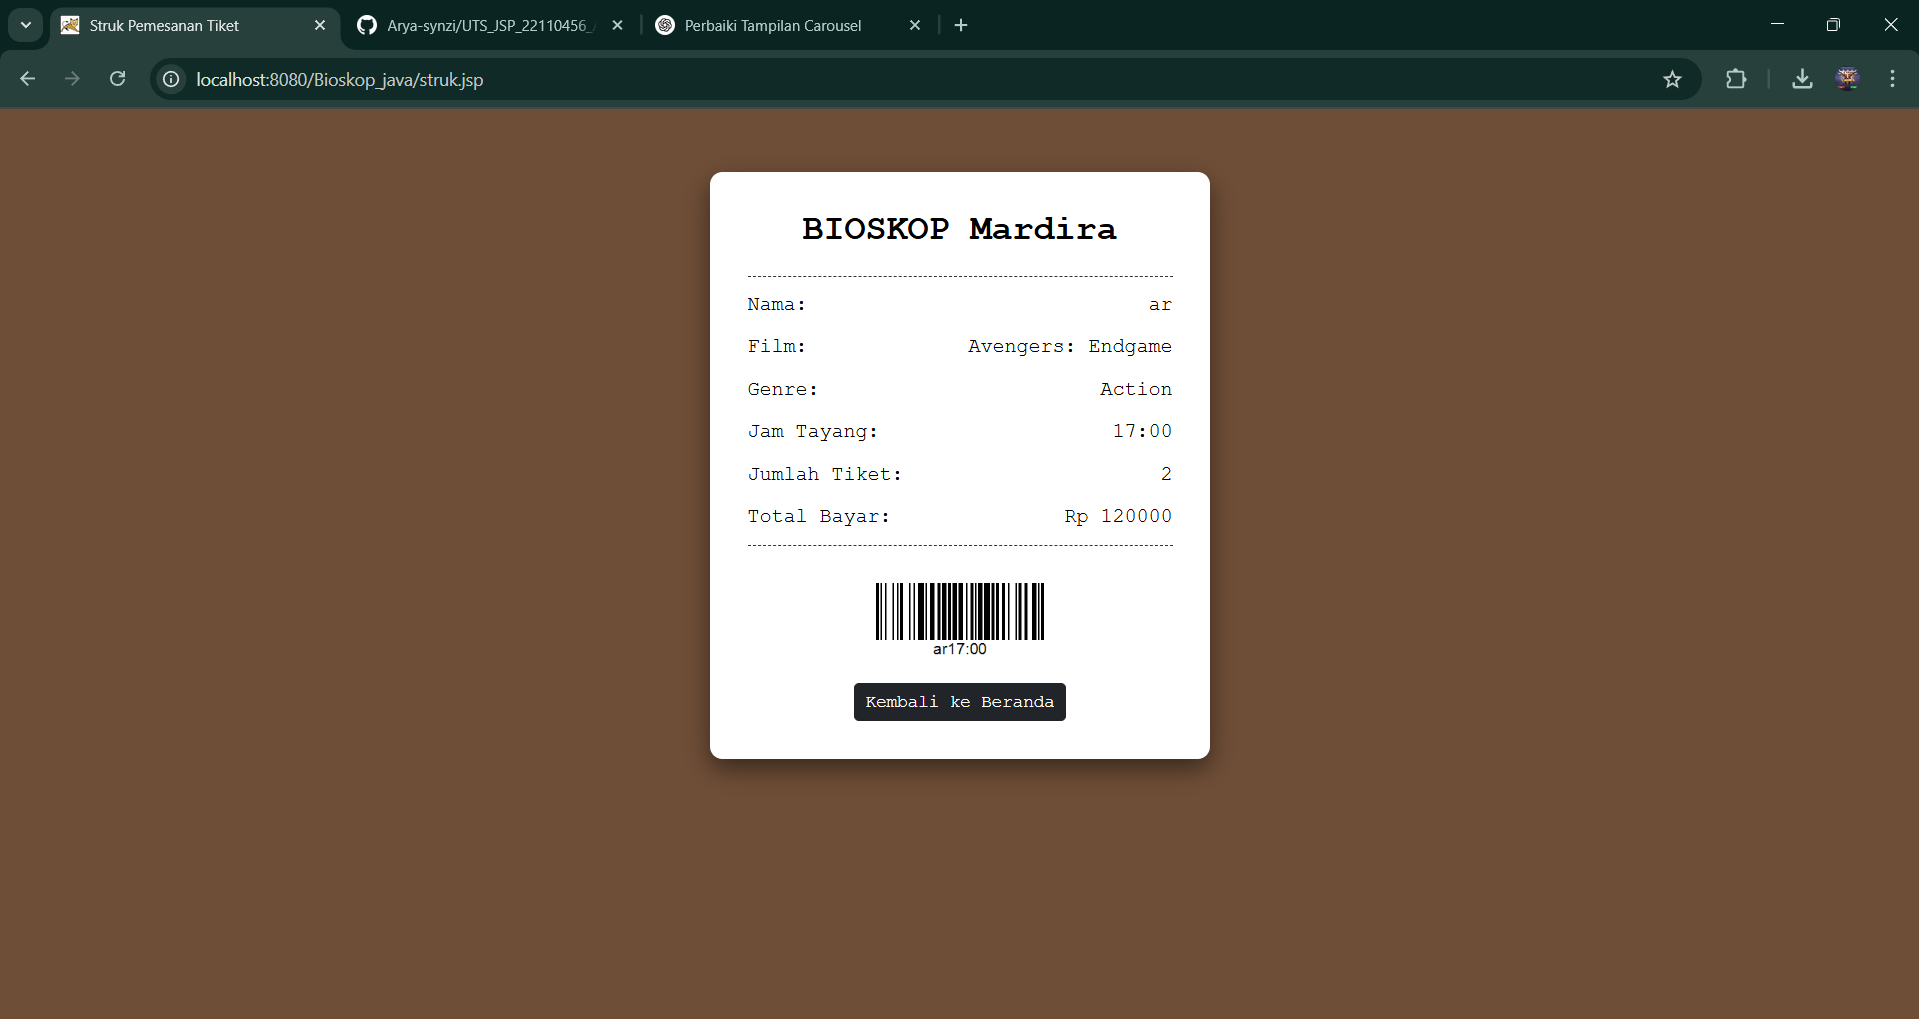 Struk Pemesanan Tiket
Arya-synzi/UTS_JSP_22110456_
Perbaiki Tampilan Carousel
localhost:8080/Bioskop_java/struk.jsp
BIOSKOP Mardira
Nama: ar
Film: Avengers: Endgame
Genre: Action
Jam Tayang: 17:00
Jumlah Tiket: 2
Total Bayar: Rp 120000
ar17:00
Kembali ke Beranda